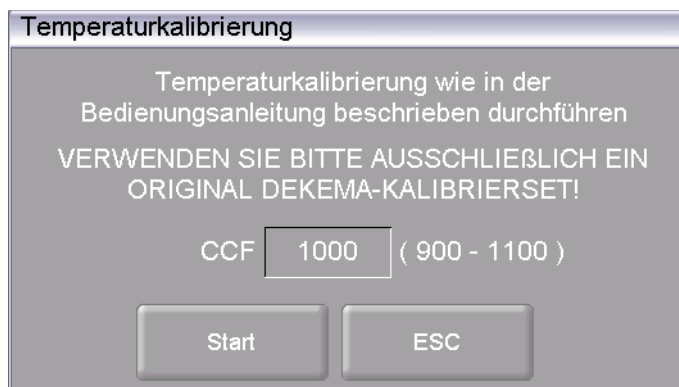 Temperaturkalibrierung
Temperaturkalibrierung wie in der
Bedienungsanleitung beschrieben durchführen
VERWENDEN SIE BITTE AUSSCHLIEßLICH EIN
ORIGINAL DEKEMA-KALIBRIERSET!
CCF 1000 ( 900 - 1100 )
Start ESC